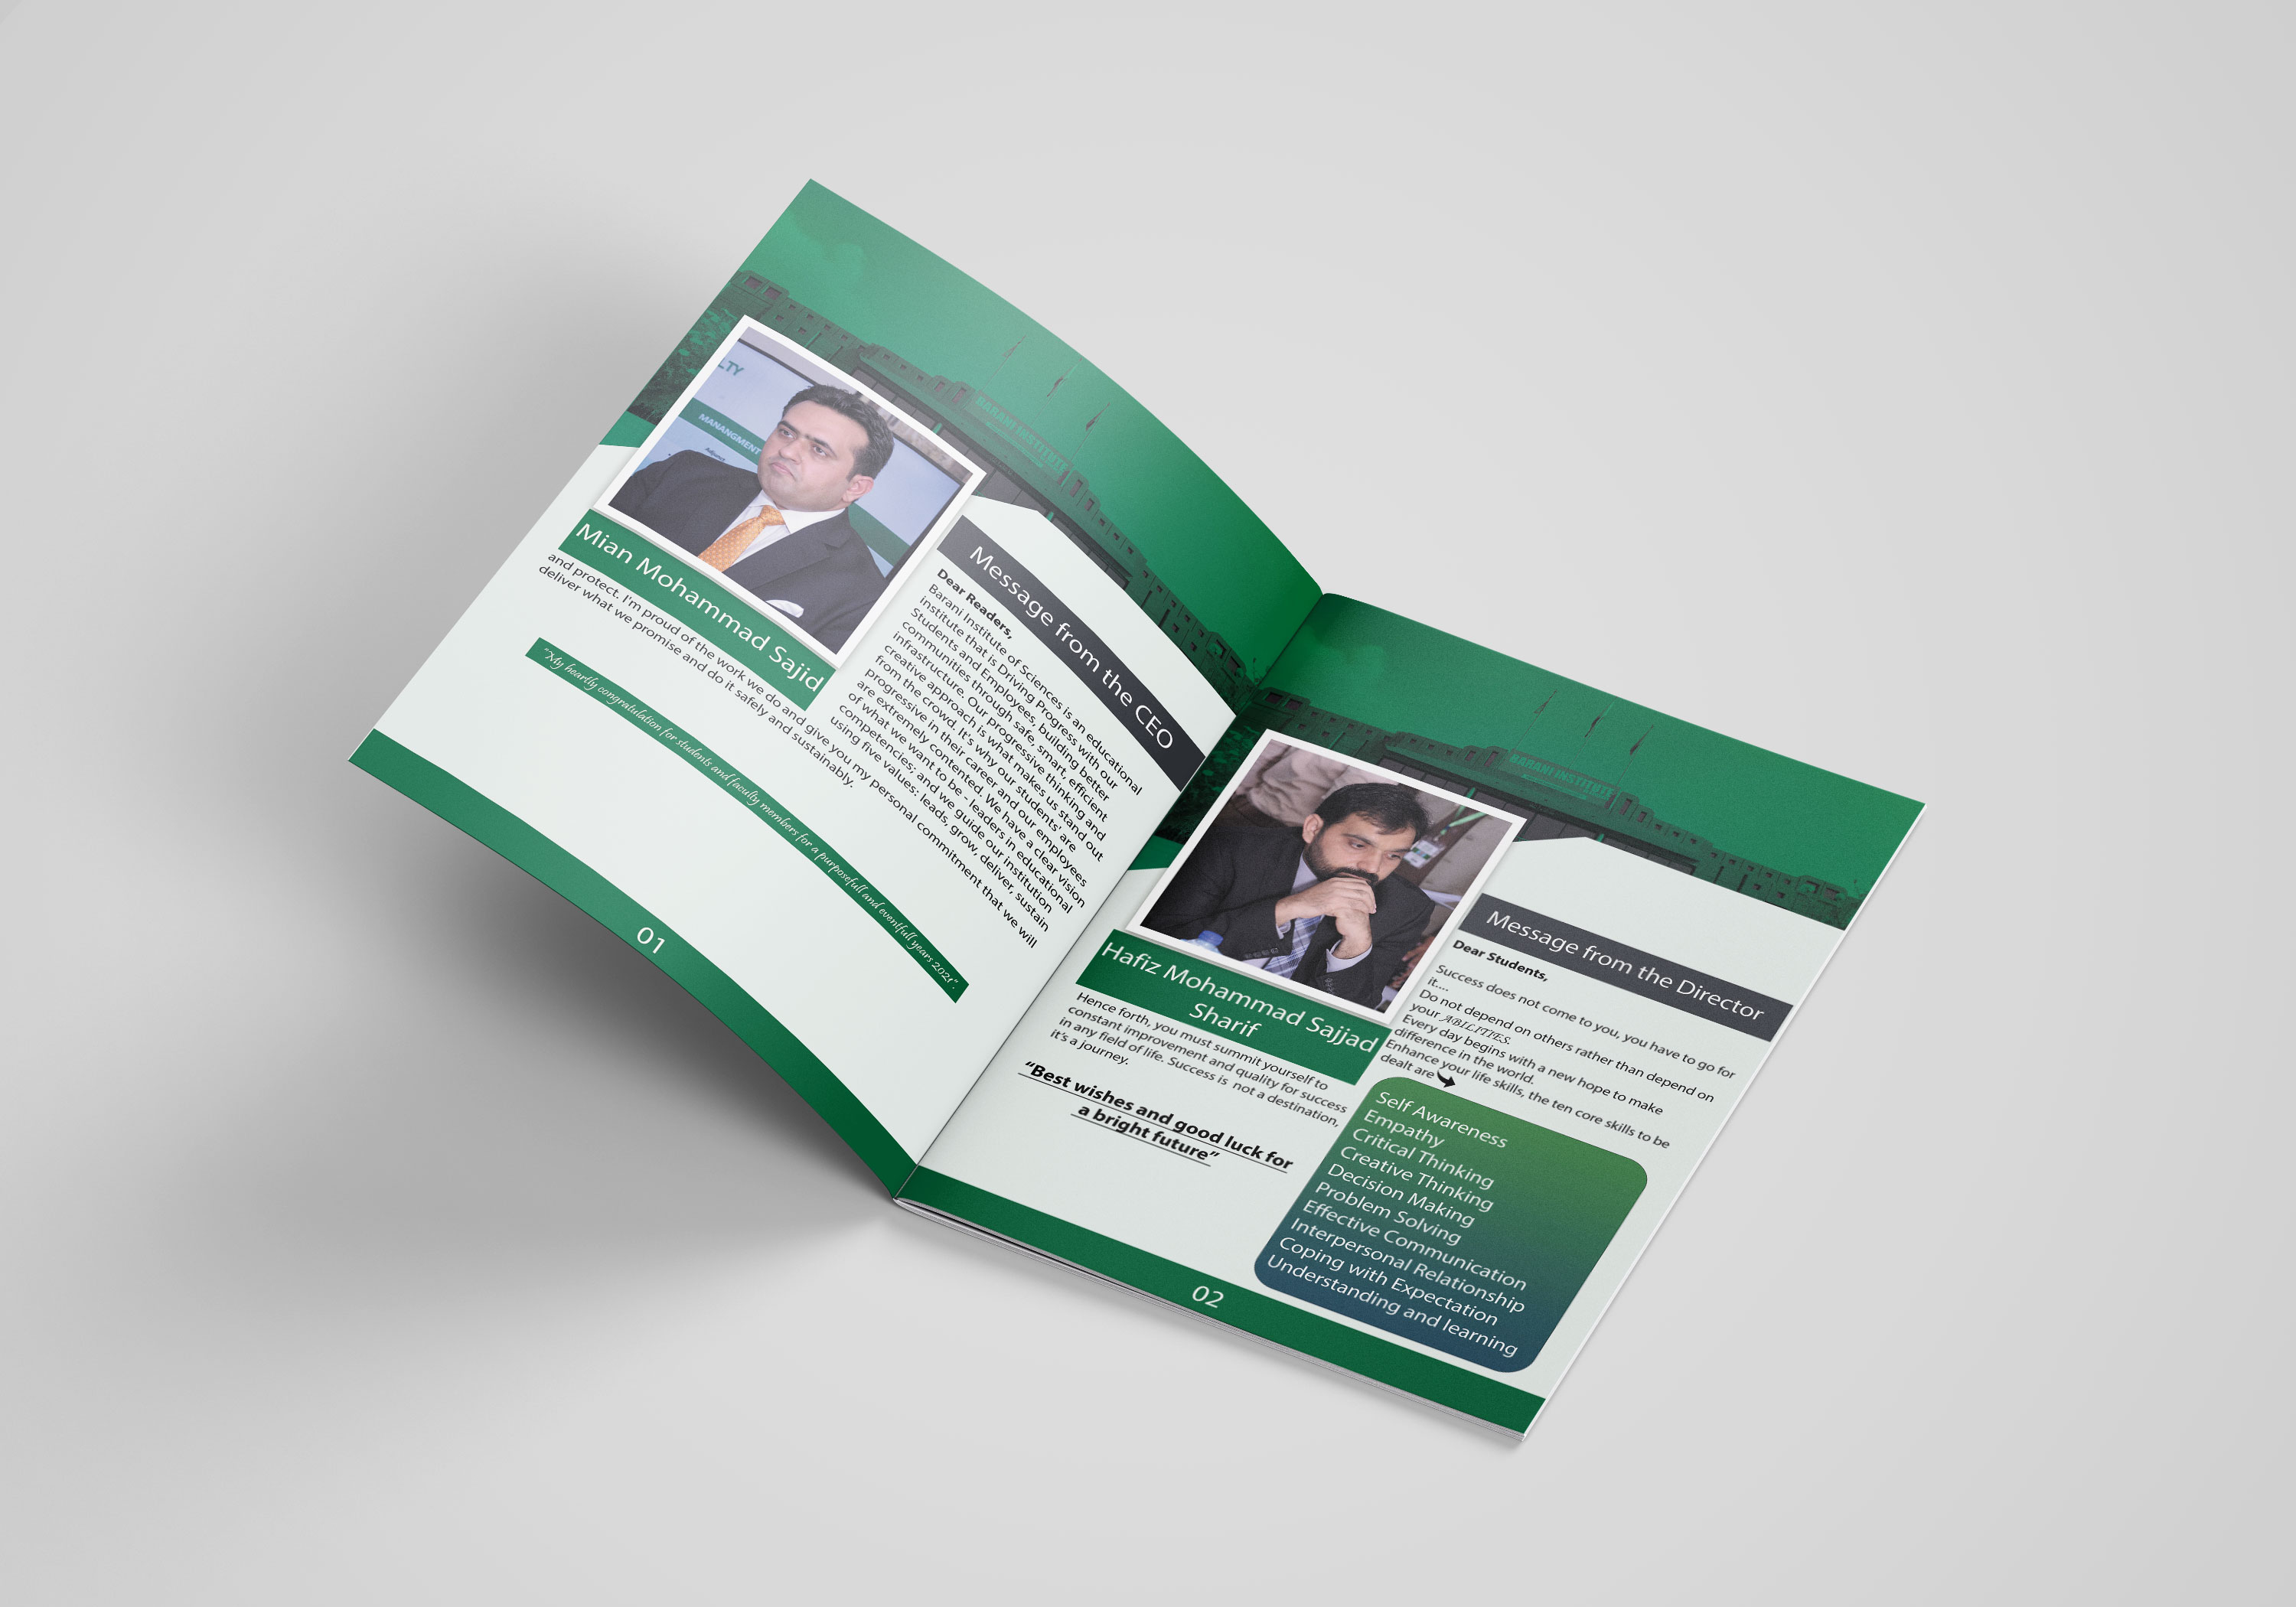 BARANI INSTITUTE
LTY
MANANGMENT
Adjunct
Mian Mohammad Sajid
Message from the CEO
Dear Readers,
Barani Institute of Sciences is an educational
institute that is Driving Progress with our
Students and Employees, building better
communities through safe, smart, efficient
infrastructure. Our progressive thinking and
creative approach is what makes us stand out
from the crowd. It's why our students' are
progressive in their career and our employees
are extremely contented. We have a clear vision
of what we want to be - leaders in educational
competencies; and we guide our institution
using five values: leads, grow, deliver, sustain
and protect. I'm proud of the work we do and give you my personal commitment that we will
deliver what we promise and do it safely and sustainably.
"My heartly congratulation for students and faculty members for a purposefull and eventfull years 2021".
01
BARANI INSTITUTE
Hafiz Mohammad Sajjad
Sharif
Message from the Director
Dear Students,
Success does not come to you, you have to go for
it....
Do not depend on others rather than depend on
your ABILITIES.
Every day begins with a new hope to make
difference in the world.
Enhance your life skills, the ten core skills to be
dealt are
Self Awareness
Empathy
Critical Thinking
Creative Thinking
Decision Making
Problem Solving
Effective Communication
Interpersonal Relationship
Coping with Expectation
Understanding and learning
Hence forth, you must summit yourself to
constant improvement and quality for success
in any field of life. Success is not a destination,
it's a journey.
"Best wishes and good luck for
a bright future"
02